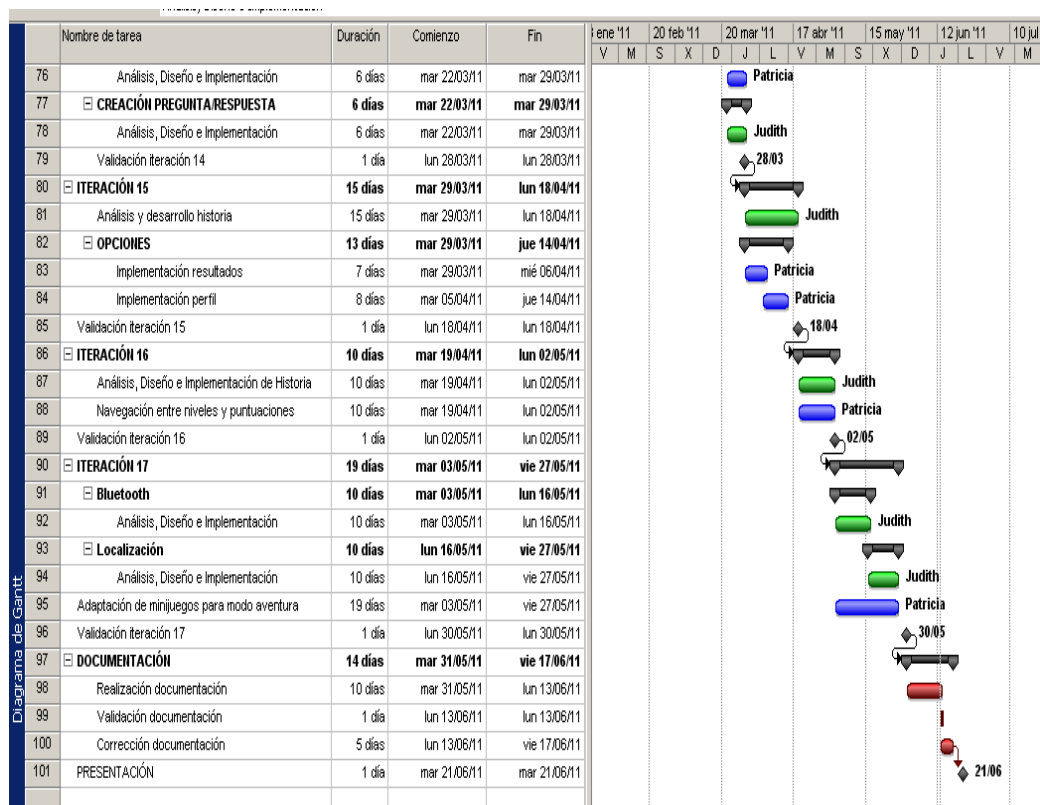 Análisis, Diseño e Implementación
Nombre de tarea Duración Comienzo Fin ene '11 20 feb '11 20 mar '11 17 abr '11 15 may '11 12 jun '11 10 jul
V M S X D J L V M S X D J L V M
76 Análisis, Diseño e Implementación 6 días mar 22/03/11 mar 29/03/11 Patricia
77 CREACIÓN PREGUNTA/RESPUESTA 6 días mar 22/03/11 mar 29/03/11
78 Análisis, Diseño e Implementación 6 días mar 22/03/11 mar 29/03/11 Judith
79 Validación iteración 14 1 día lun 28/03/11 lun 28/03/11 28/03
80 ITERACIÓN 15 15 días mar 29/03/11 lun 18/04/11
81 Análisis y desarrollo historia 15 días mar 29/03/11 lun 18/04/11 Judith
82 OPCIONES 13 días mar 29/03/11 jue 14/04/11
83 Implementación resultados 7 días mar 29/03/11 mié 06/04/11 Patricia
84 Implementación perfil 8 días mar 05/04/11 jue 14/04/11 Patricia
85 Validación iteración 15 1 día lun 18/04/11 lun 18/04/11 18/04
86 ITERACIÓN 16 10 días mar 19/04/11 lun 02/05/11
87 Análisis, Diseño e Implementación de Historia 10 días mar 19/04/11 lun 02/05/11 Judith
88 Navegación entre niveles y puntuaciones 10 días mar 19/04/11 lun 02/05/11 Patricia
89 Validación iteración 16 1 día lun 02/05/11 lun 02/05/11 02/05
90 ITERACIÓN 17 19 días mar 03/05/11 vie 27/05/11
91 Bluetooth 10 días mar 03/05/11 lun 16/05/11
92 Análisis, Diseño e Implementación 10 días mar 03/05/11 lun 16/05/11 Judith
93 Localización 10 días lun 16/05/11 vie 27/05/11
94 Análisis, Diseño e Implementación 10 días lun 16/05/11 vie 27/05/11 Judith
95 Adaptación de minijuegos para modo aventura 19 días mar 03/05/11 vie 27/05/11 Patricia
96 Validación iteración 17 1 día lun 30/05/11 lun 30/05/11 30/05
97 DOCUMENTACIÓN 14 días mar 31/05/11 vie 17/06/11
98 Realización documentación 10 días mar 31/05/11 lun 13/06/11
99 Validación documentación 1 día lun 13/06/11 lun 13/06/11
100 Corrección documentación 5 días lun 13/06/11 vie 17/06/11
101 PRESENTACIÓN 1 día mar 21/06/11 mar 21/06/11 21/06
Diagrama de Gantt